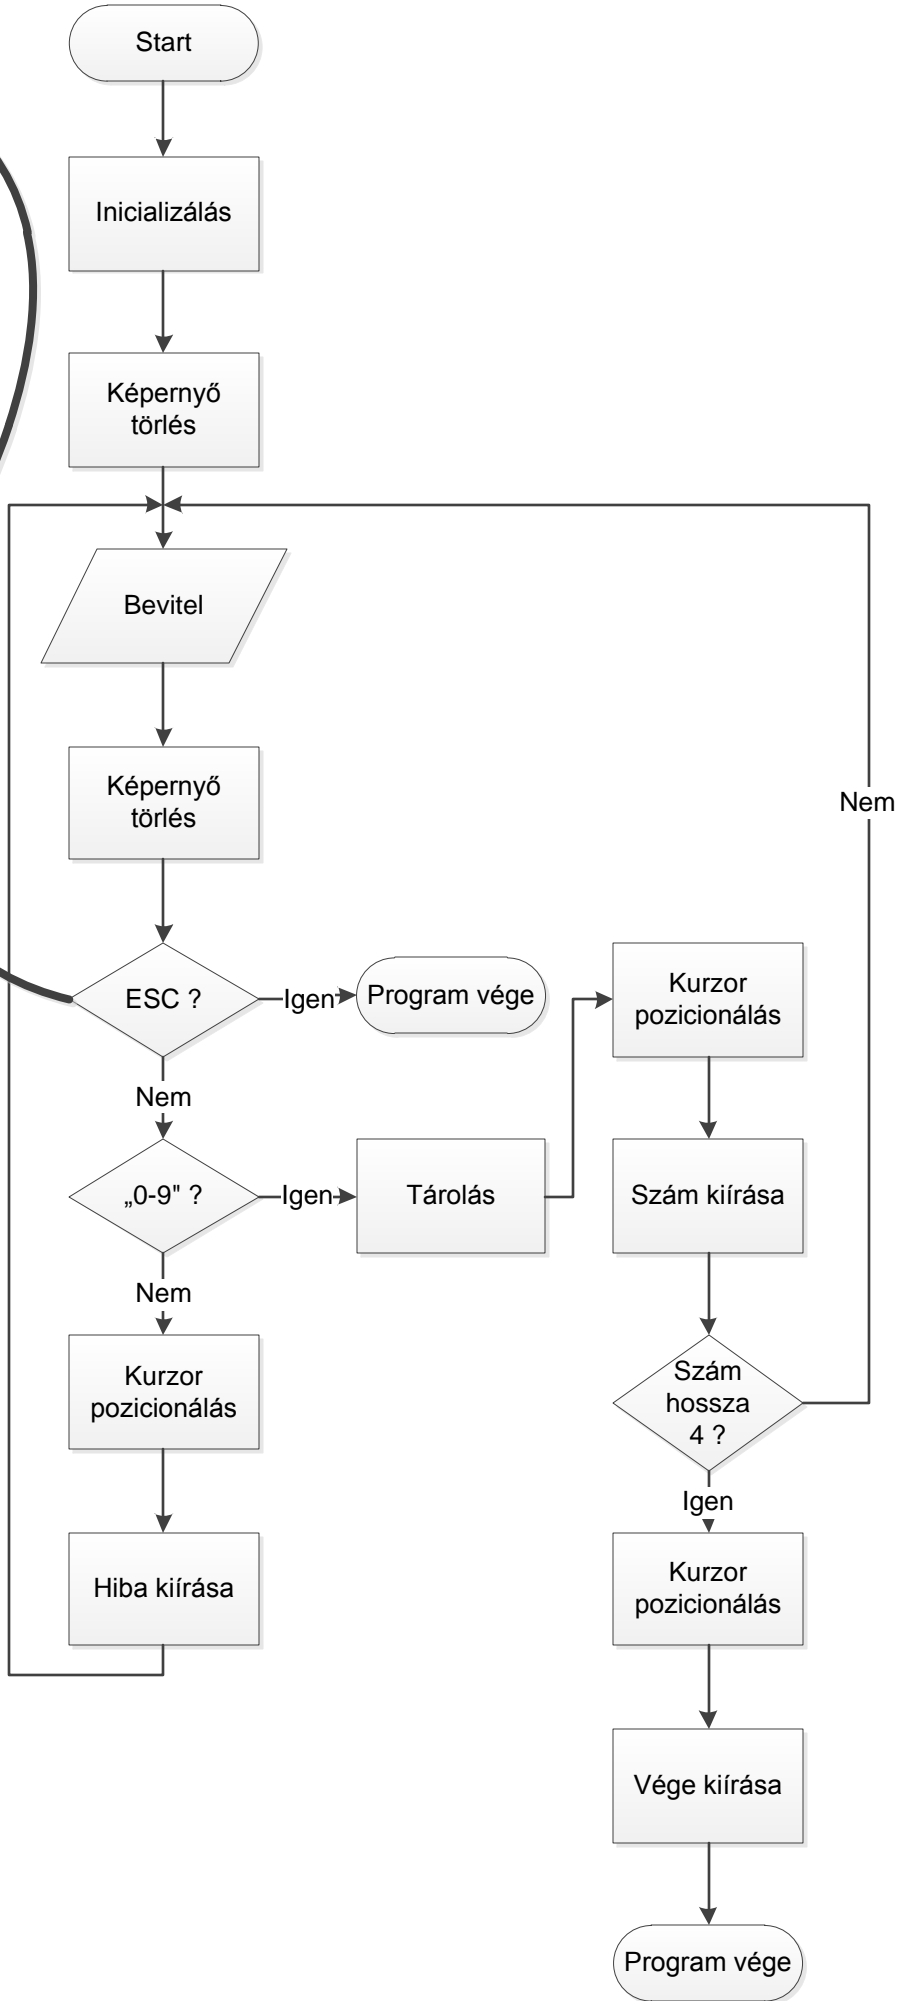 Start
Inicializálás
Képernyő
törlés
Bevitel
Képernyő
törlés
Nem
ESC ?
Igen
Program vége
Kurzor
pozicionálás
Nem
„0-9" ?
Igen
Tárolás
Szám kiírása
Nem
Kurzor
pozicionálás
Szám
hossza
4 ?
Igen
Hiba kiírása
Kurzor
pozicionálás
Vége kiírása
Program vége